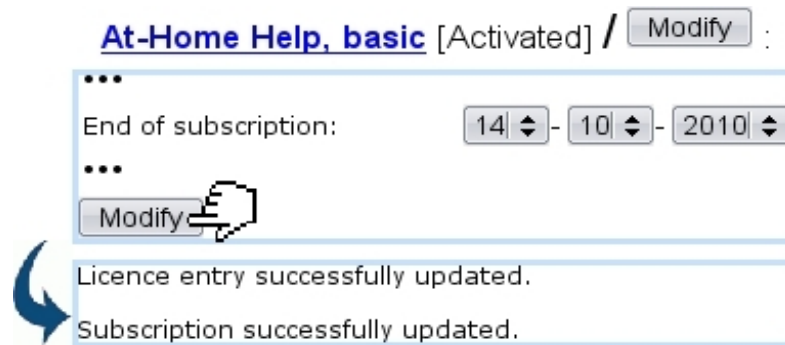 At-Home Help, basic [Activated] / Modify :
•••
End of subscription: 14 - 10 - 2010
•••
Modify
Licence entry successfully updated.
Subscription successfully updated.